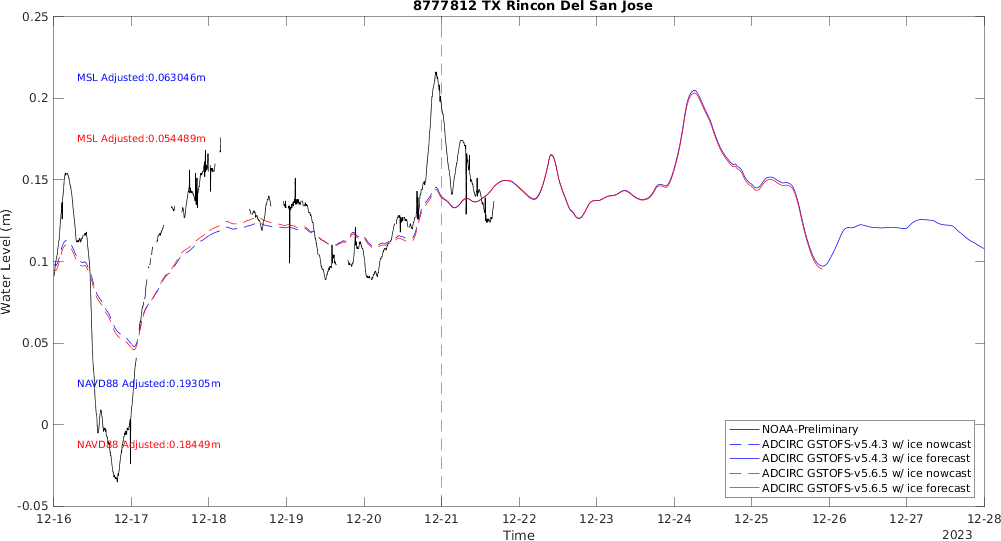 8777812 TX Rincon Del San Jose
0.25
0.2
0.15
0.1
0.05
0
-0.05
Water Level (m)
MSL Adjusted:0.063046m
MSL Adjusted:0.054489m
NAVD88 Adjusted:0.19305m
NAVD88 Adjusted:0.18449m
NOAA-Preliminary
ADCIRC GSTOFS-v5.4.3 w/ ice nowcast
ADCIRC GSTOFS-v5.4.3 w/ ice forecast
ADCIRC GSTOFS-v5.6.5 w/ ice nowcast
ADCIRC GSTOFS-v5.6.5 w/ ice forecast
12-16 12-17 12-18 12-19 12-20 12-21 12-22 12-23 12-24 12-25 12-26 12-27 12-28
Time
2023